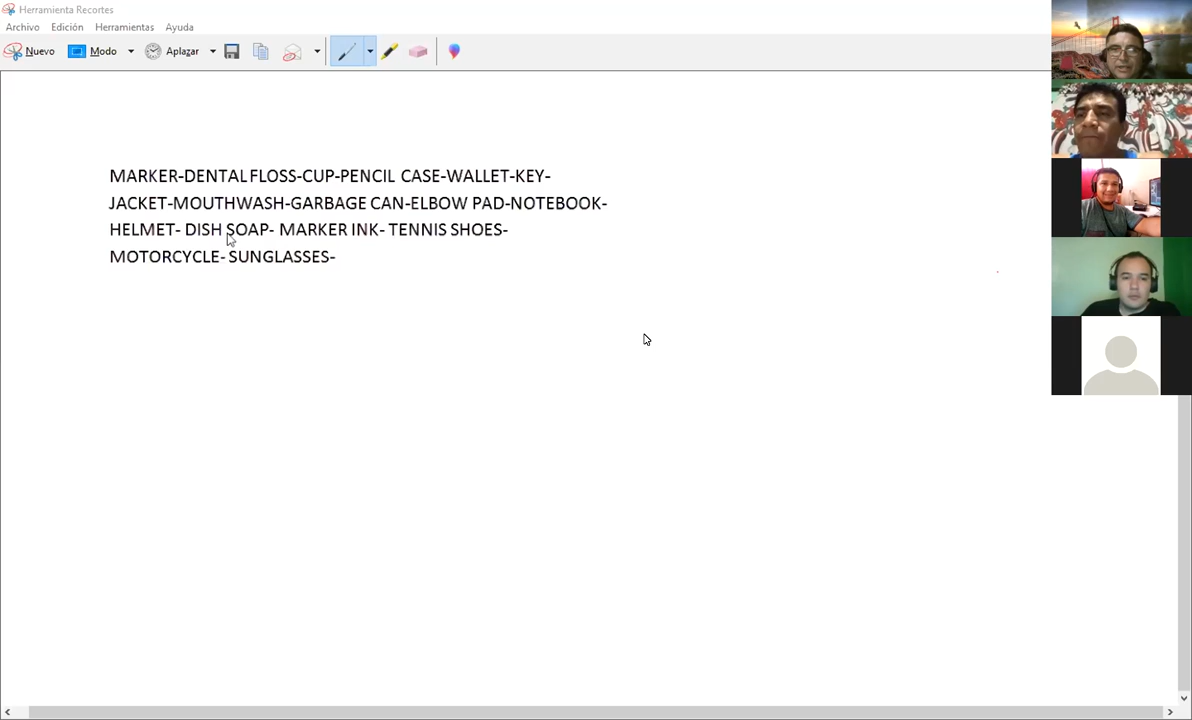 Herramienta Recortes
Archivo Edición Herramientas Ayuda
Nuevo Modo Aplazar
MARKER-DENTAL FLOSS-CUP-PENCIL CASE-WALLET-KEY-
JACKET-MOUTHWASH-GARBAGE CAN-ELBOW PAD-NOTEBOOK-
HELMET- DISH SOAP- MARKER INK- TENNIS SHOES-
MOTORCYCLE- SUNGLASSES-